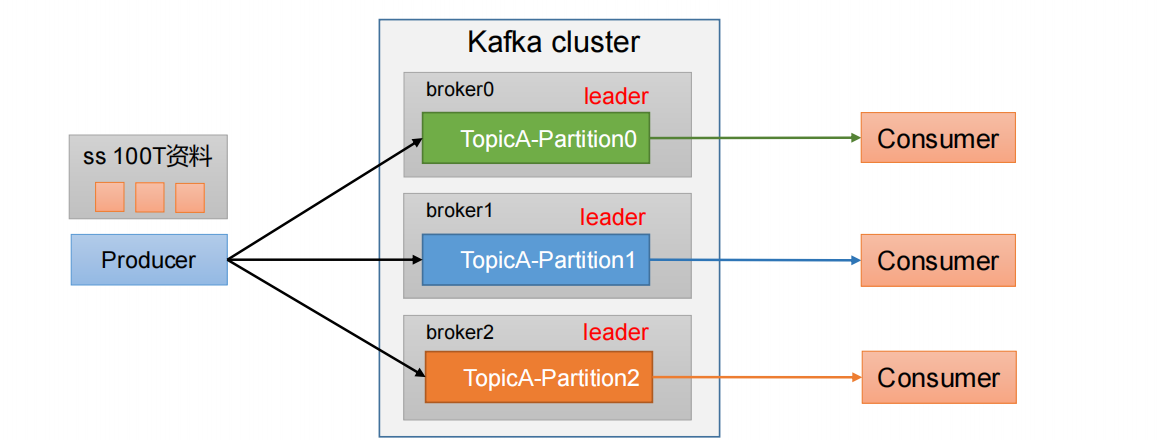 Kafka cluster
broker0
leader
TopicA-Partition0
Consumer
ss 100T资料
Producer
broker1
leader
TopicA-Partition1
Consumer
broker2
leader
TopicA-Partition2
Consumer